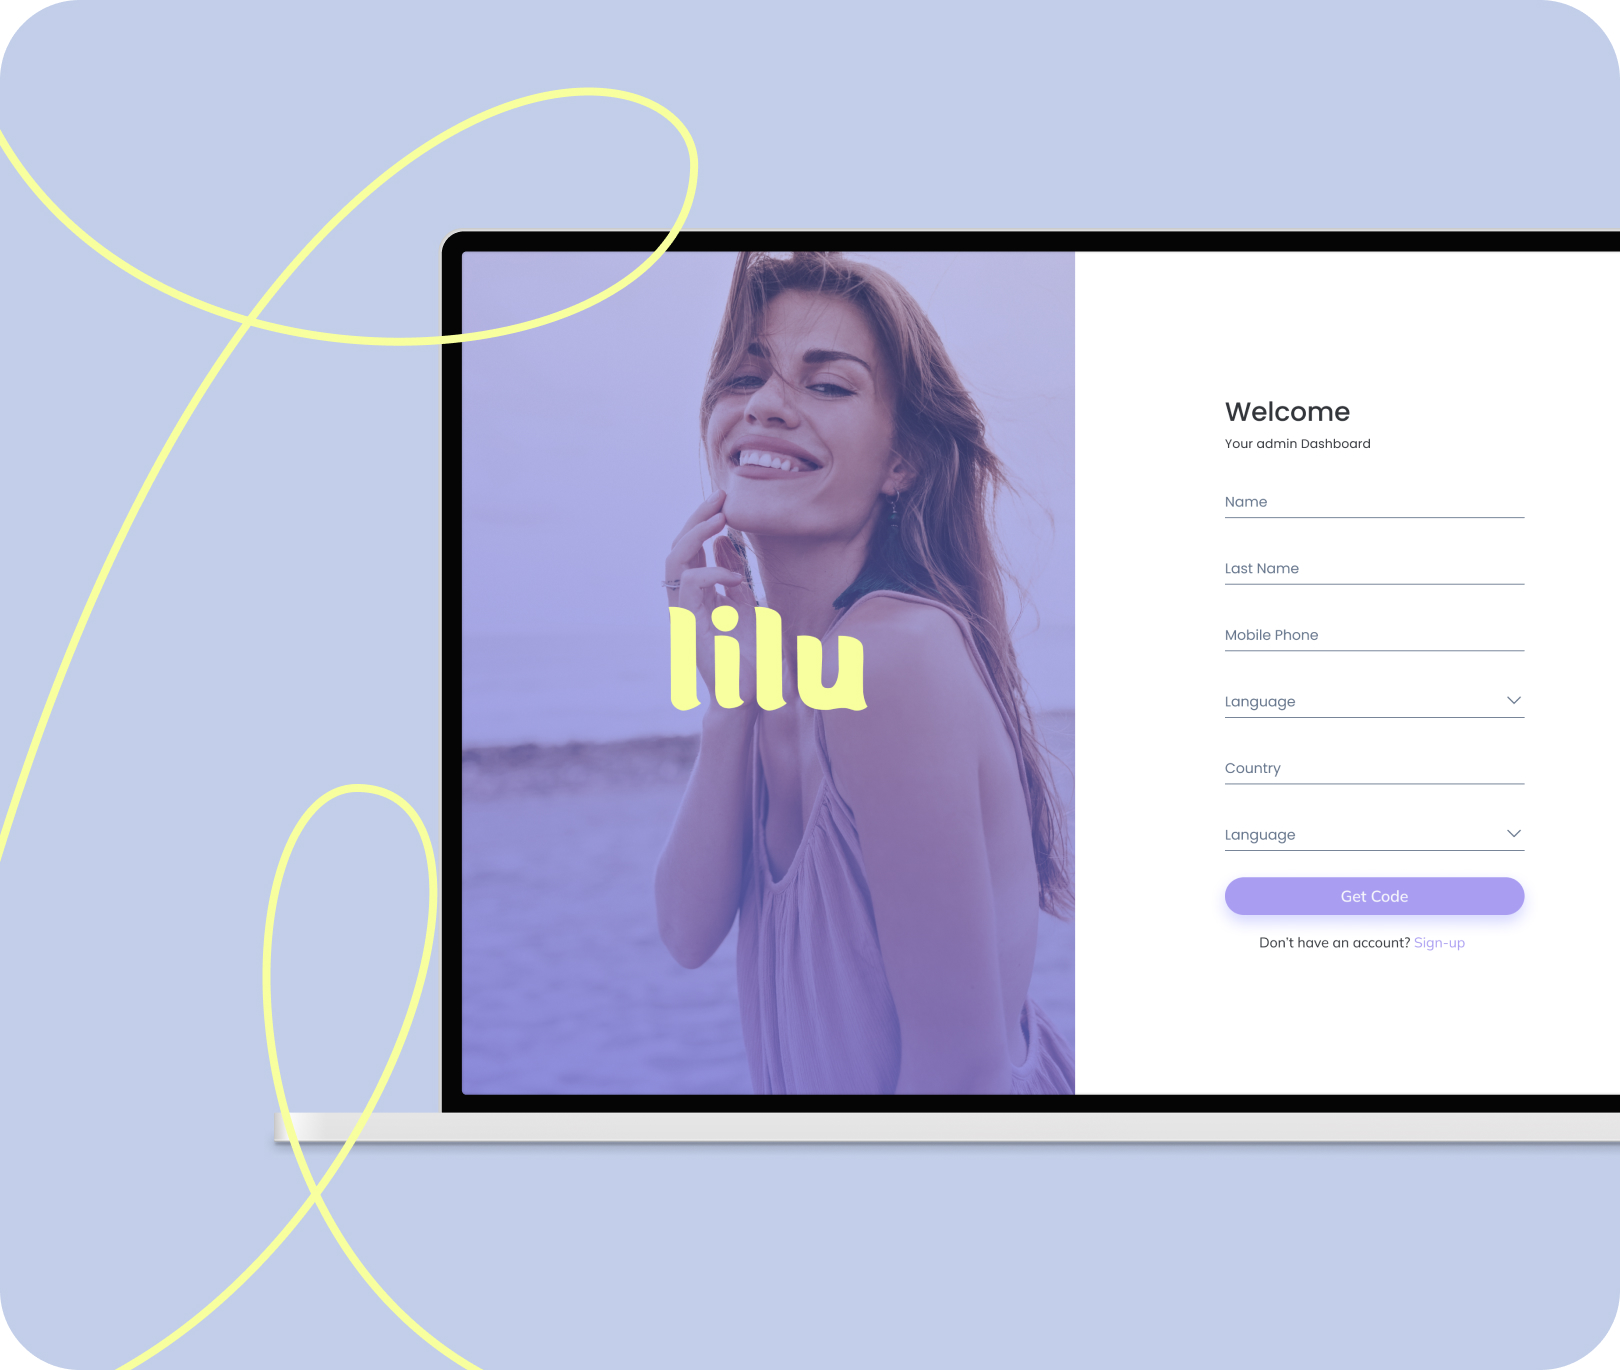 lilu
Welcome
Your admin Dashboard
Name
Last Name
Mobile Phone
Language
Country
Language
Get Code
Don't have an account? Sign-up